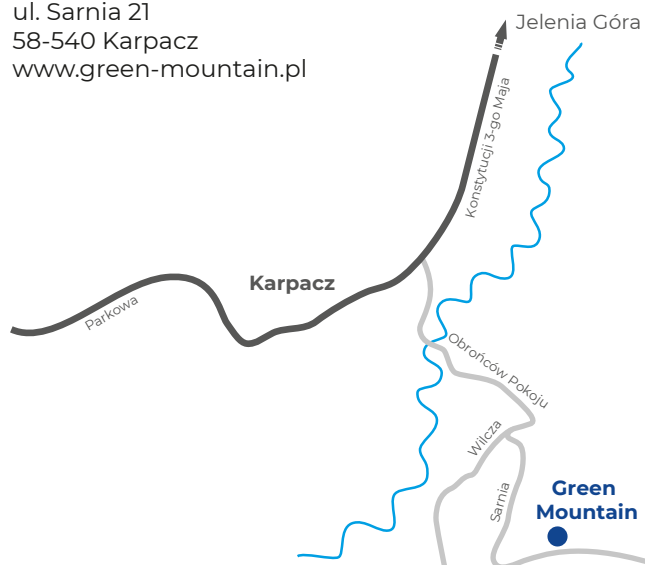 ul. Sarnia 21
58-540 Karpacz
www.green-mountain.pl
Jelenia Góra
Konstytucji 3-go Maja
Karpacz
Parkowa
Obrońców Pokoju
Wilcza
Sarnia
Green
Mountain